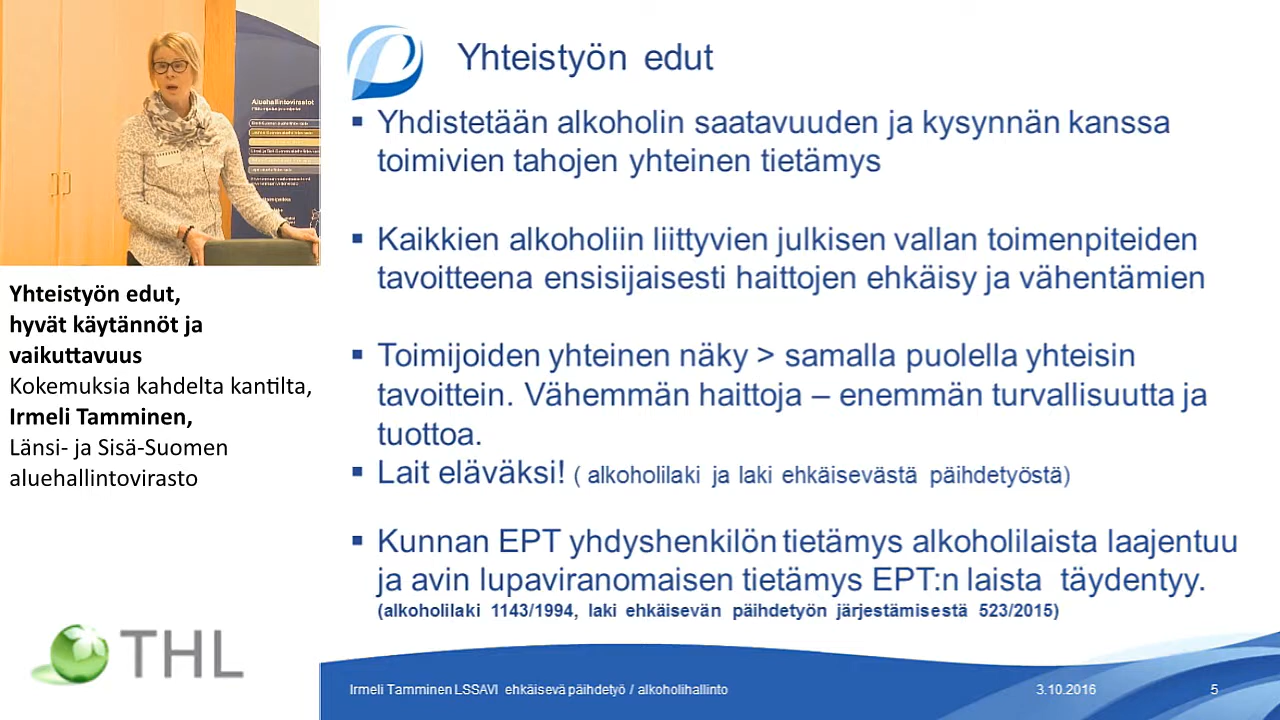 Yhteistyön edut
▪ Yhdistetään alkoholin saatavuuden ja kysynnän kanssa
toimivien tahojen yhteinen tietämys
▪ Kaikkien alkoholiin liittyvien julkisen vallan toimenpiteiden
tavoitteena ensisijaisesti haittojen ehkäisy ja vähentämien
▪ Toimijoiden yhteinen näky > samalla puolella yhteisin
tavoittein. Vähemmän haittoja – enemmän turvallisuutta ja
tuottoa.
▪ Lait eläväksi! ( alkoholilaki ja laki ehkäisevästä päihdetyöstä)
▪ Kunnan EPT yhdyshenkilön tietämys alkoholilaista laajentuu
ja avin lupaviranomaisen tietämys EPT:n laista täydentyy.
(alkoholilaki 1143/1994, laki ehkäisevän päihdetyön järjestämisestä 523/2015)
Irmeli Tamminen LSSAVI ehkäisevä päihdetyö / alkoholihallinto
3.10.2016
5
Aluehallintovirastot
Yhteistyön edut,
hyvät käytännöt ja
vaikuttavuus
Kokemuksia kahdelta kantilta,
Irmeli Tamminen,
Länsi- ja Sisä-Suomen
aluehallintovirasto
THL